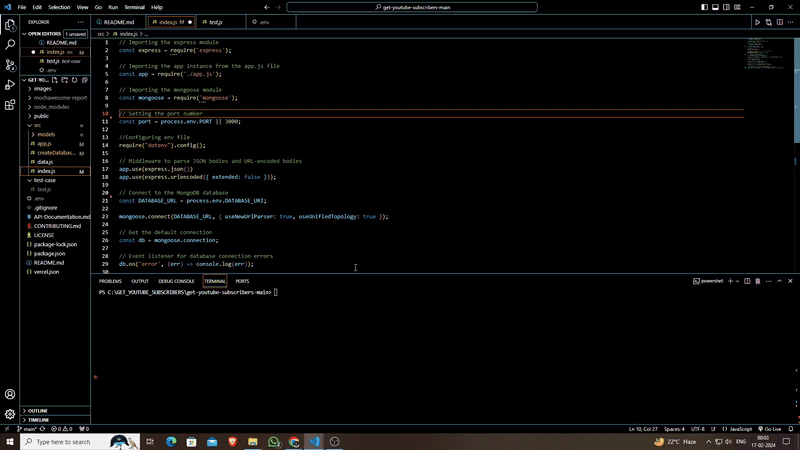 File Edit Selection View Go Run Terminal Help
get-youtube-subscribers-main
EXPLORER
OPEN EDITORS 1 unsaved
README.md
index.js src M
test.js test-case
.env
GET-YO...
images
mochawesome-report
node_modules
public
src
models
app.js M
createDatabas... M
data.js
index.js M
test-case
test.js
.env
.gitignore
API-Documentation.md
CONTRIBUTING.md
LICENSE
package-lock.json
package.json
README.md
vercel.json
OUTLINE
TIMELINE
README.md
index.js M
test.js
.env
src > index.js > ...
1 // Importing the express module
2 const express = require('express');
3
4 // Importing the app instance from the app.js file
5 const app = require('./app.js');
6
7 // Importing the mongoose module
8 const mongoose = require('mongoose');
9
10 // Setting the port number
11 const port = process.env.PORT || 3000;
12
13 //Configuring env file
14 require("dotenv").config();
15
16 // Middleware to parse JSON bodies and URL-encoded bodies
17 app.use(express.json())
18 app.use(express.urlencoded({ extended: false }));
19
20 // Connect to the MongoDB database
21 const DATABASE_URL = process.env.DATABASE_URI;
22
23 mongoose.connect(DATABASE_URL, { useNewUrlParser: true, useUnifiedTopology: true });
24
25 // Get the default connection
26 const db = mongoose.connection;
27
28 // Event listener for database connection errors
29 db.on('error', (err) => console.log(err));
30
PROBLEMS OUTPUT DEBUG CONSOLE TERMINAL PORTS
powershell
PS C:\GET_YOUTUBE_SUBSCRIBERS\get-youtube-subscribers-main>
main* 0 0 0
Ln 10, Col 27 Spaces: 4 UTF-8 LF JavaScript Go Live
Type here to search
22°C Haze
ENG
00:03
17-02-2024